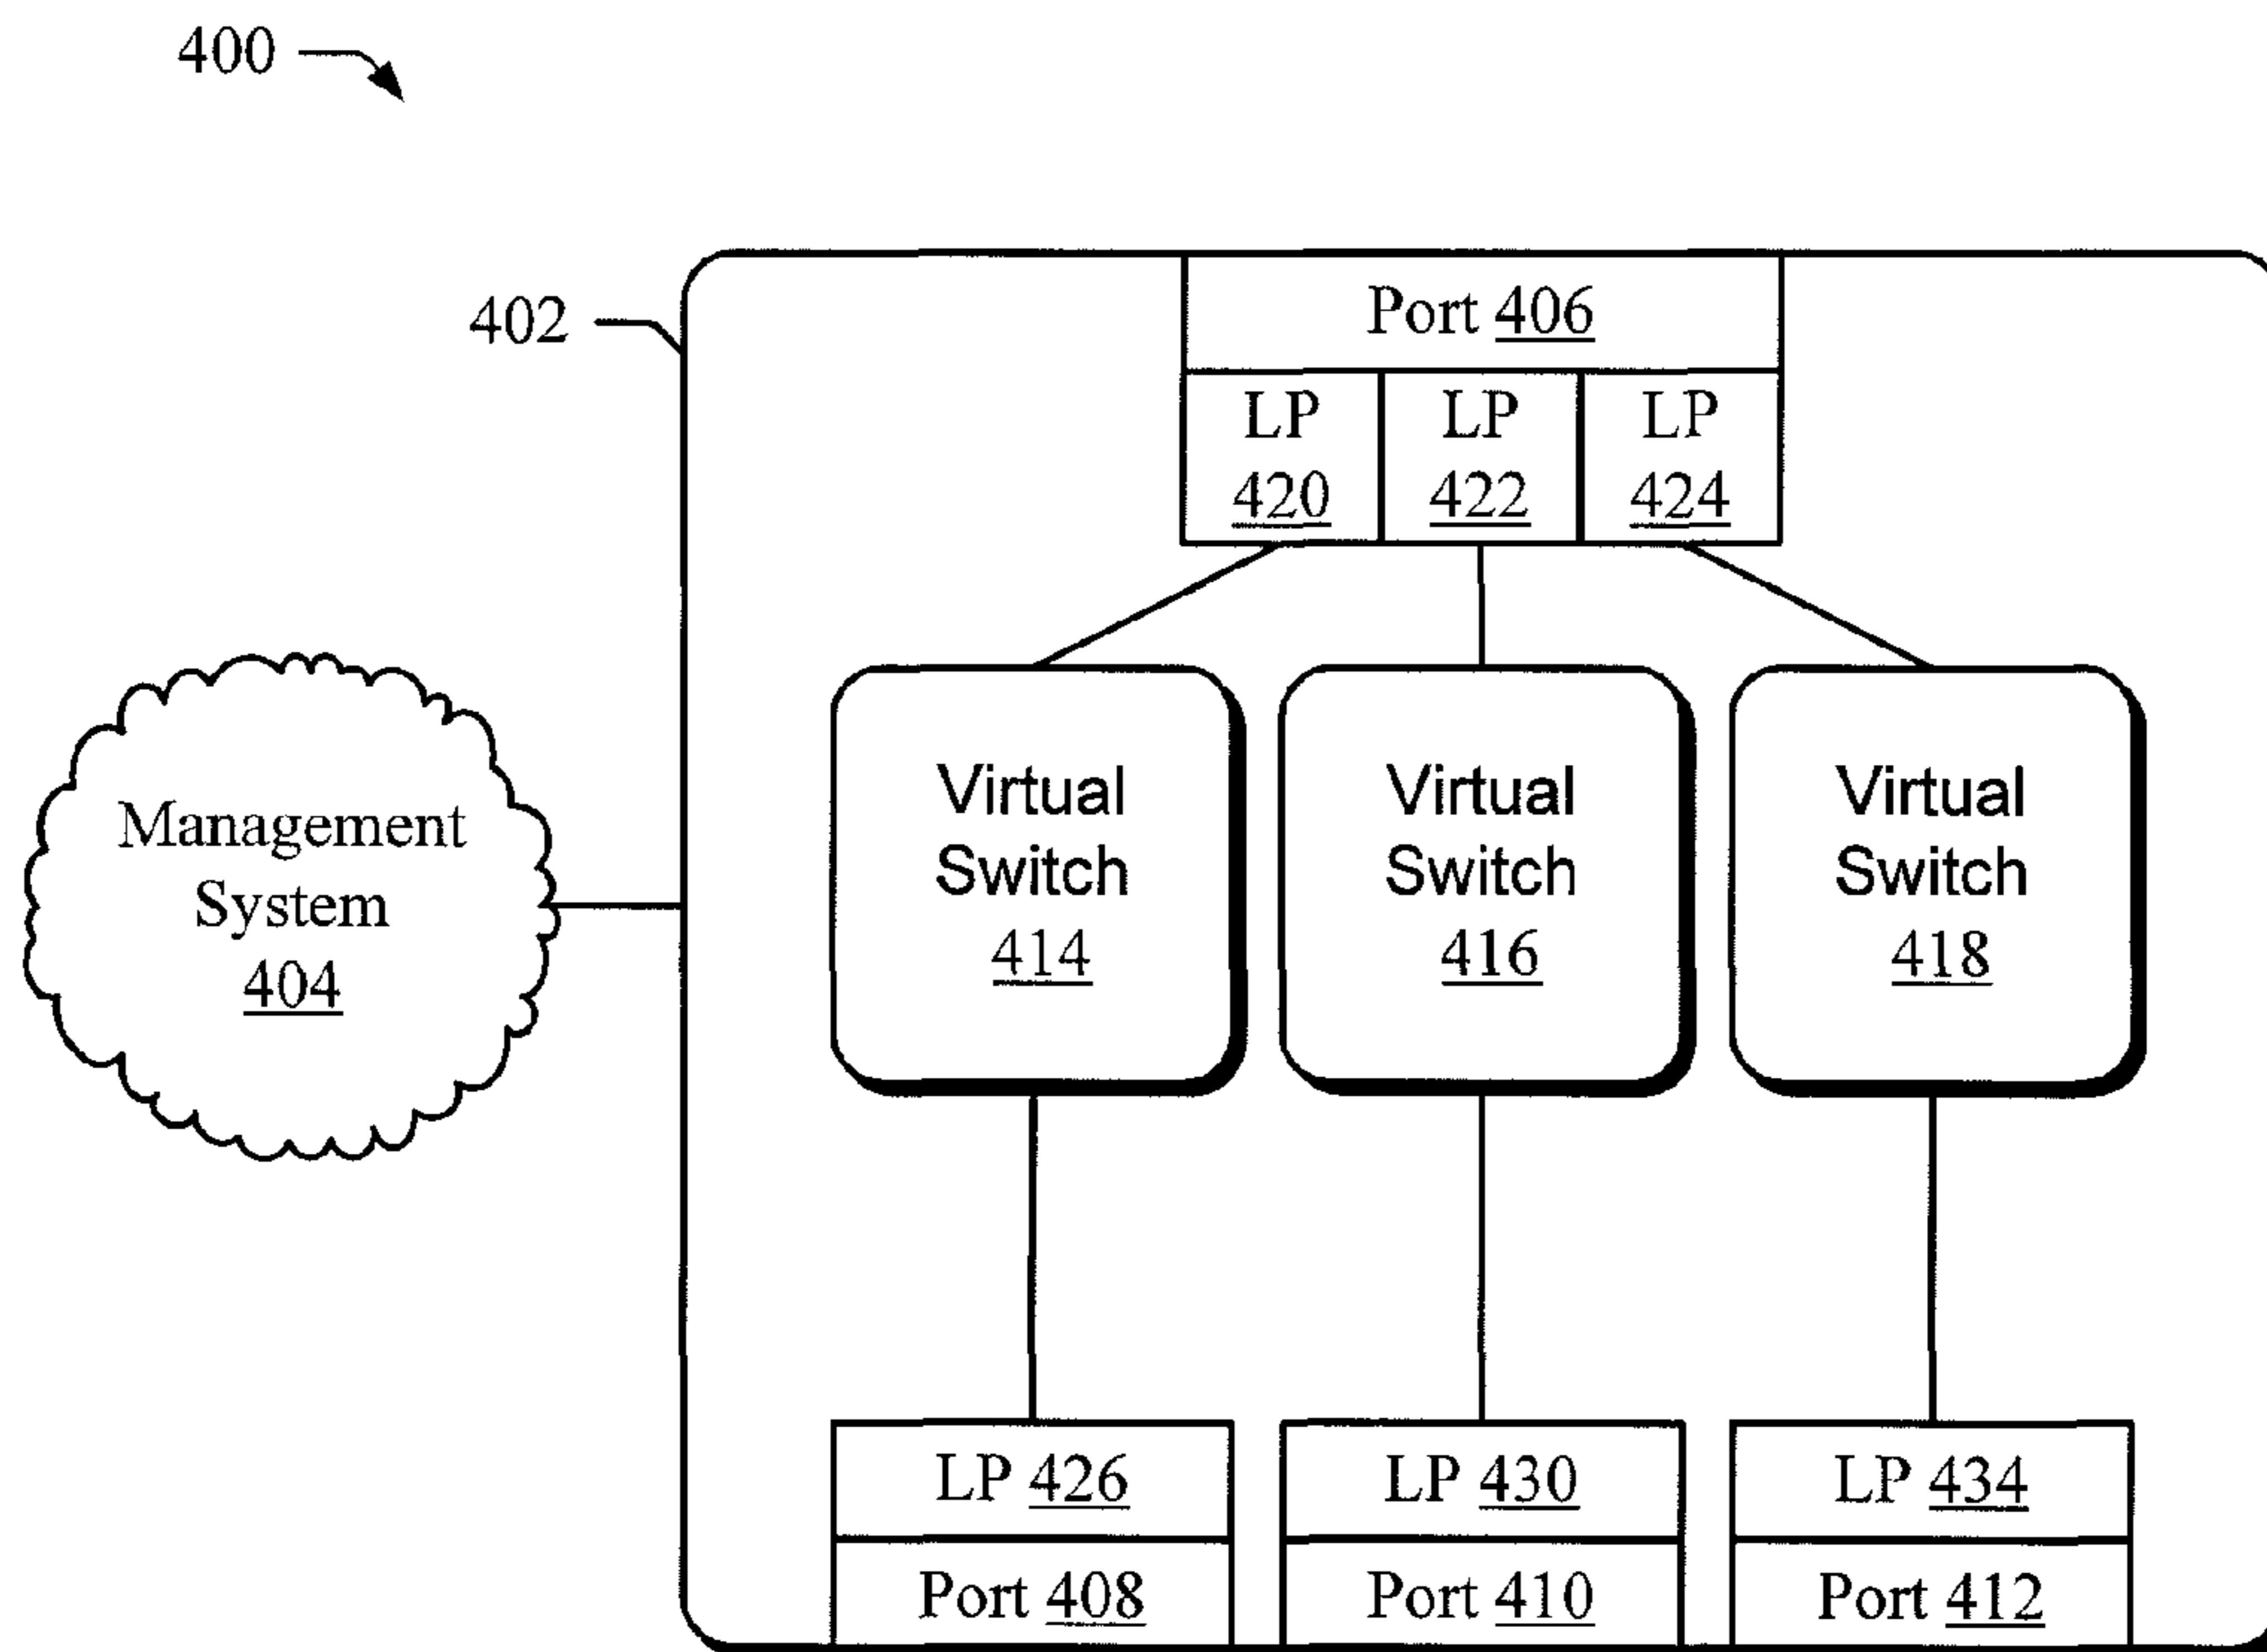 400
402
Port 406
LP LP LP
420 422 424
Management
System
404
Virtual
Switch
414
Virtual
Switch
416
Virtual
Switch
418
LP 426
Port 408
LP 430
Port 410
LP 434
Port 412